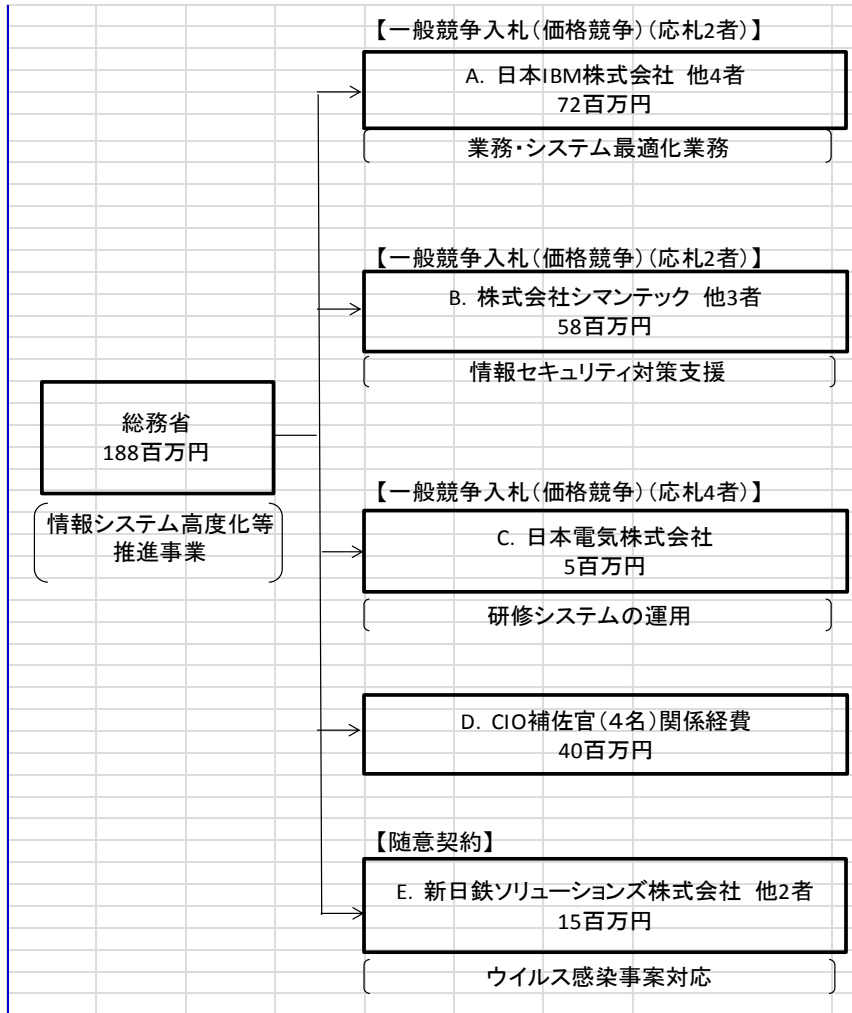 【一般競争入札(価格競争)(応札2者)】
A. 日本IBM株式会社 他4者
72百万円
業務・システム最適化業務
【一般競争入札(価格競争)(応札2者)】
B. 株式会社シマンテック 他3者
58百万円
情報セキュリティ対策支援
総務省
188百万円
情報システム高度化等
推進事業
【一般競争入札(価格競争)(応札4者)】
C. 日本電気株式会社
5百万円
研修システムの運用
D. CIO補佐官(4名)関係経費
40百万円
【随意契約】
E. 新日鉄ソリューションズ株式会社 他2者
15百万円
ウイルス感染事案対応